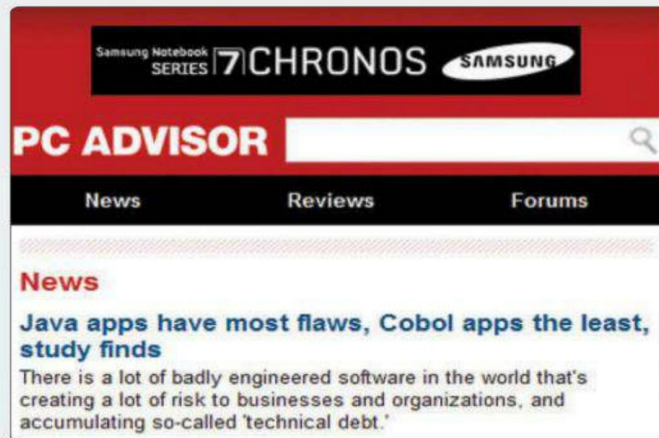 Samsung Notebook
SERIES 7 CHRONOS SAMSUNG
PC ADVISOR
News Reviews Forums
News
Java apps have most flaws, Cobol apps the least,
study finds
There is a lot of badly engineered software in the world that's
creating a lot of risk to businesses and organizations, and
accumulating so-called 'technical debt.'